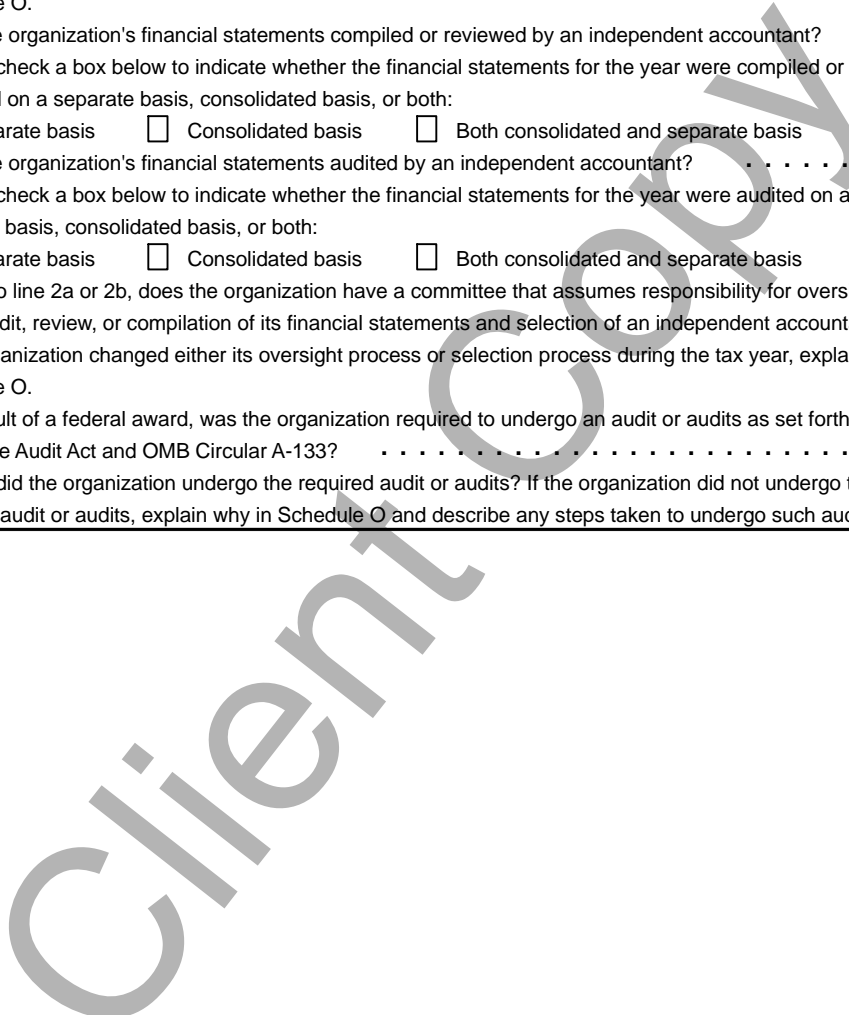 e O.
e organization's financial statements compiled or reviewed by an independent accountant?
check a box below to indicate whether the financial statements for the year were compiled or
on a separate basis, consolidated basis, or both:
arate basis Consolidated basis Both consolidated and separate basis
e organization's financial statements audited by an independent accountant? . . . . . .
check a box below to indicate whether the financial statements for the year were audited on a
basis, consolidated basis, or both:
arate basis Consolidated basis Both consolidated and separate basis
o line 2a or 2b, does the organization have a committee that assumes responsibility for overs
dit, review, or compilation of its financial statements and selection of an independent account
ganization changed either its oversight process or selection process during the tax year, expla
e O.
ult of a federal award, was the organization required to undergo an audit or audits as set forth
e Audit Act and OMB Circular A-133? . . . . . . . . . . . . . . . . . . . . . . . . . . .
did the organization undergo the required audit or audits? If the organization did not undergo t
audit or audits, explain why in Schedule O and describe any steps taken to undergo such aud
Client Copy